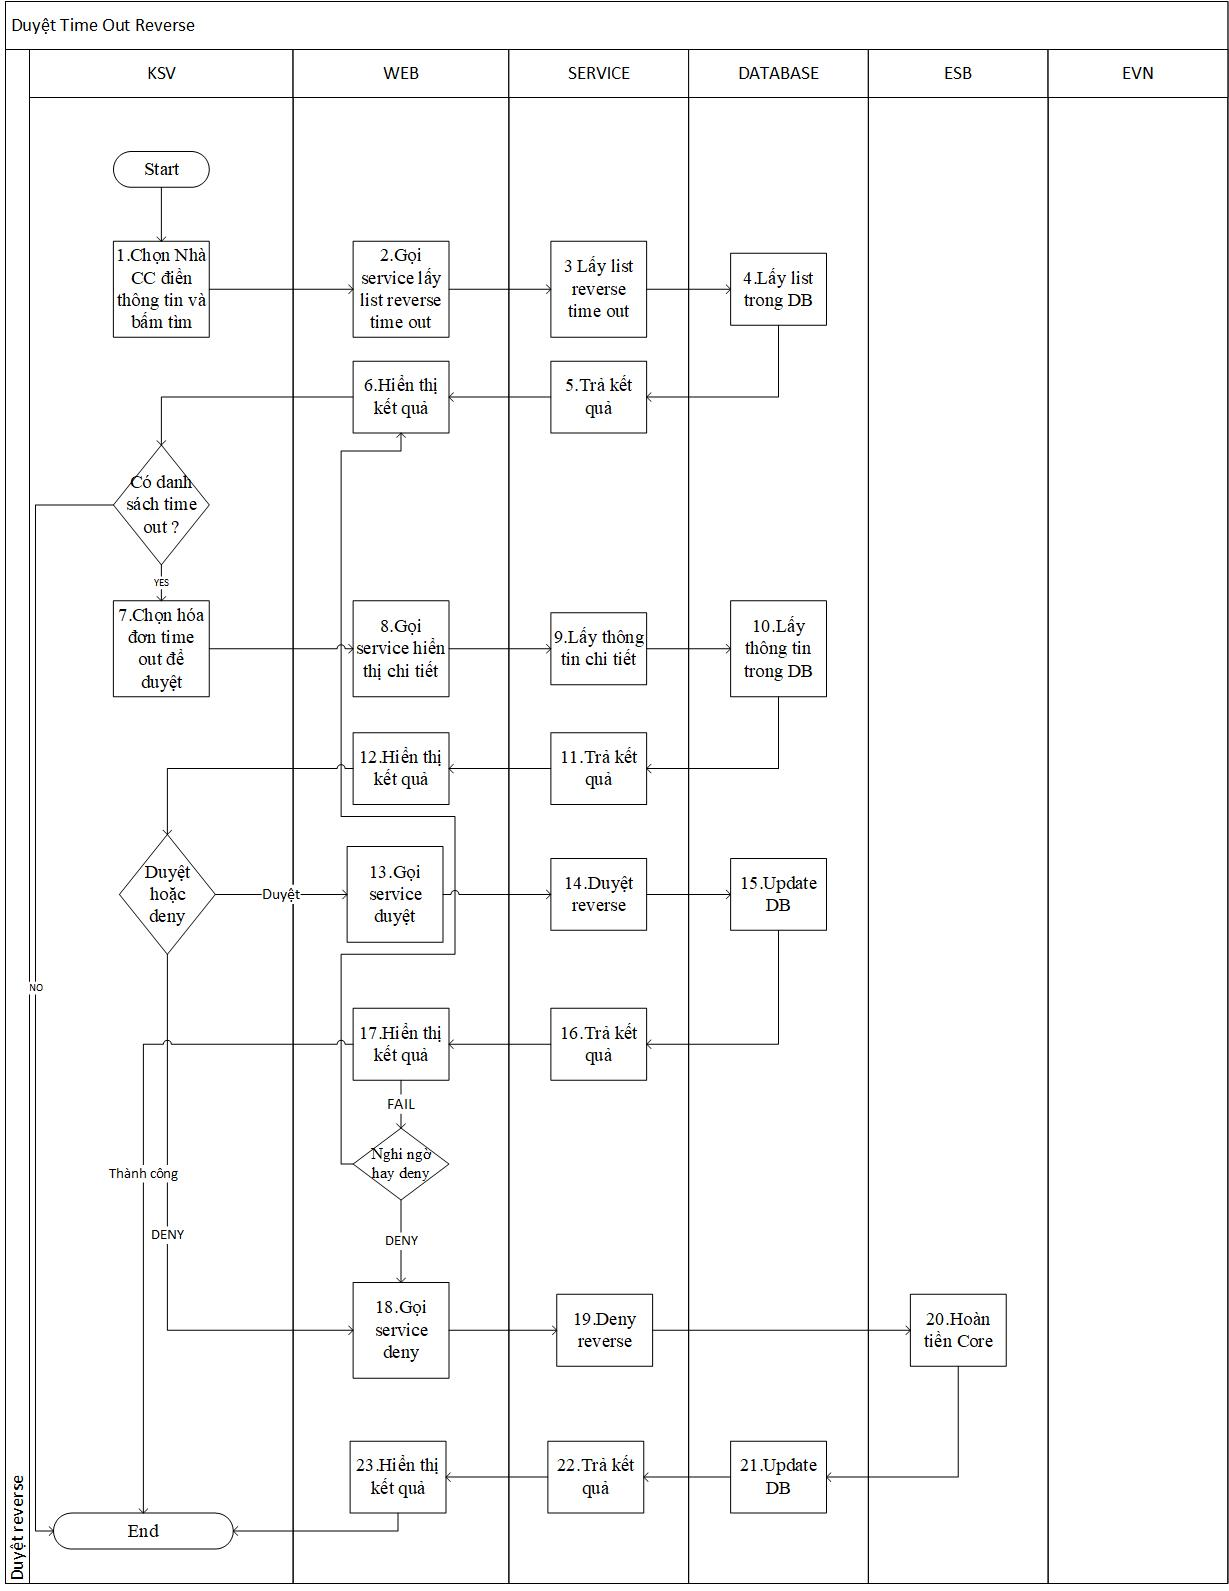 Duyệt Time Out Reverse
KSV
WEB
SERVICE
DATABASE
ESB
EVN
Start
1.Chọn Nhà
CC điền
thông tin và
bấm tìm
2.Gọi
service lấy
list reverse
time out
3 Lấy list
reverse
time out
4.Lấy list
trong DB
6.Hiển thị
kết quả
5.Trả kết
quả
Có danh
sách time
out ?
YES
7.Chọn hóa
đơn time
out để
duyệt
8.Gọi
service hiển
thị chi tiết
9.Lấy thông
tin chi tiết
10.Lấy
thông tin
trong DB
12.Hiển thị
kết quả
11.Trả kết
quả
Duyệt
hoặc
deny
Duyệt
13.Gọi
service
duyệt
14.Duyệt
reverse
15.Update
DB
NO
17.Hiển thị
kết quả
16.Trả kết
quả
FAIL
Nghi ngờ
hay deny
Thành công
DENY
DENY
18.Gọi
service
deny
19.Deny
reverse
20.Hoàn
tiền Core
23.Hiển thị
kết quả
22.Trả kết
quả
21.Update
DB
End
Duyệt reverse